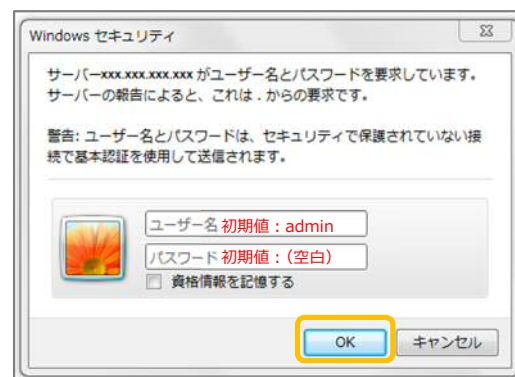 Windows セキュリティ
サーバーxxx.xxx.xxx.xxx がユーザー名とパスワードを要求しています。
サーバーの報告によると、これは . からの要求です。
警告: ユーザー名とパスワードは、セキュリティで保護されていない接
続で基本認証を使用して送信されます。
ユーザー名 初期値：admin
パスワード 初期値：（空白）
資格情報を記憶する
OK キャンセル